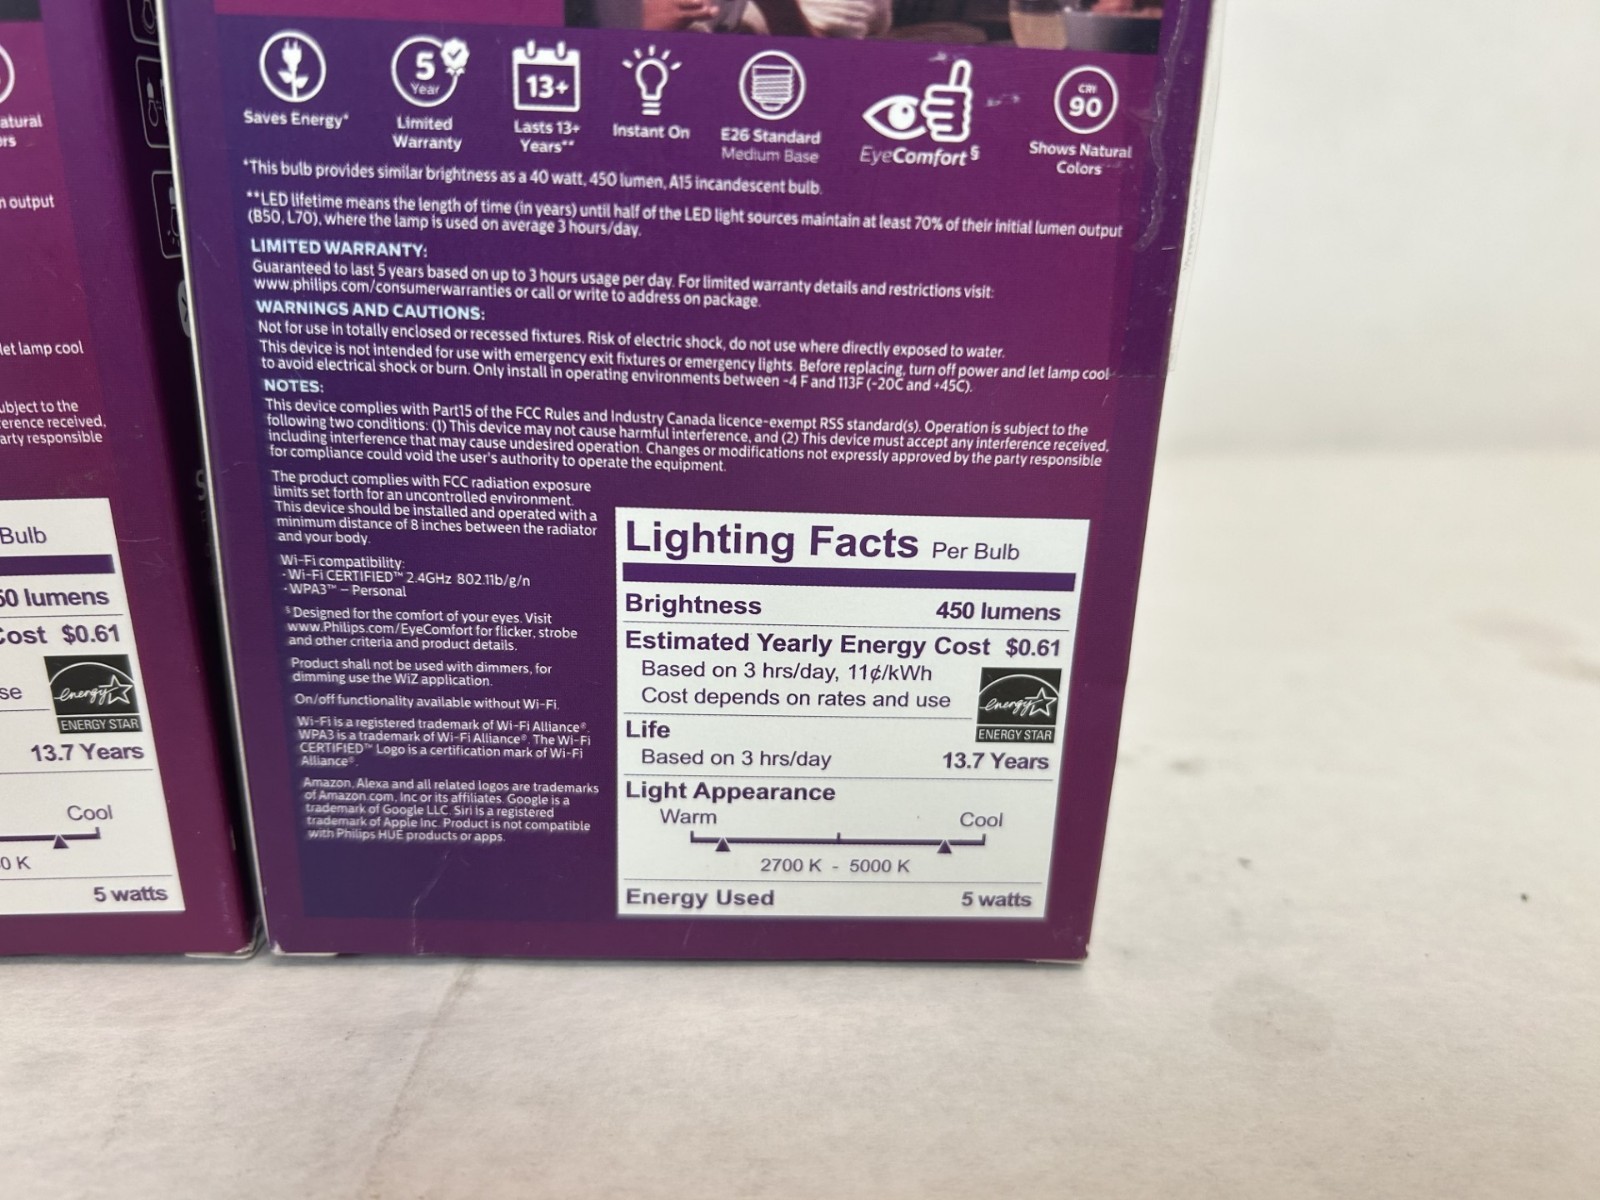 Saves Energy*
5
Year
Limited
Warranty
13+
Lasts 13+
Years**
Instant On
E26 Standard
Medium Base
EyeComfort§
CRI
90
Shows Natural
Colors
*This bulb provides similar brightness as a 40 watt, 450 lumen, A15 incandescent bulb.
**LED lifetime means the length of time (in years) until half of the LED light sources maintain at least 70% of their initial lumen output
(B50, L70), where the lamp is used on average 3 hours/day.
LIMITED WARRANTY:
Guaranteed to last 5 years based on up to 3 hours usage per day. For limited warranty details and restrictions visit:
www.philips.com/consumerwarranties or call or write to address on package.
WARNINGS AND CAUTIONS:
Not for use in totally enclosed or recessed fixtures. Risk of electric shock, do not use where directly exposed to water.
This device is not intended for use with emergency exit fixtures or emergency lights. Before replacing, turn off power and let lamp cool
to avoid electrical shock or burn. Only install in operating environments between -4 F and 113F (-20C and +45C).
NOTES:
This device complies with Part15 of the FCC Rules and Industry Canada licence-exempt RSS standard(s). Operation is subject to the
following two conditions: (1) This device may not cause harmful interference, and (2) This device must accept any interference received,
including interference that may cause undesired operation. Changes or modifications not expressly approved by the party responsible
for compliance could void the user's authority to operate the equipment.
The product complies with FCC radiation exposure
limits set forth for an uncontrolled environment.
This device should be installed and operated with a
minimum distance of 8 inches between the radiator
and your body.
Wi-Fi compatibility:
-Wi-Fi CERTIFIED™ 2.4GHz 802.11b/g/n
-WPA3™ – Personal
§Designed for the comfort of your eyes. Visit
www.Philips.com/EyeComfort for flicker, strobe
and other criteria and product details.
Product shall not be used with dimmers, for
dimming use the WiZ application.
On/off functionality available without Wi-Fi.
Wi-Fi is a registered trademark of Wi-Fi Alliance®.
WPA3 is a trademark of Wi-Fi Alliance®. The Wi-Fi
CERTIFIED™ Logo is a certification mark of Wi-Fi
Alliance®.
Amazon, Alexa and all related logos are trademarks
of Amazon.com, Inc or its affiliates. Google is a
trademark of Google LLC. Siri is a registered
trademark of Apple Inc. Product is not compatible
with Philips HUE products or apps.
Lighting Facts Per Bulb
Brightness 450 lumens
Estimated Yearly Energy Cost $0.61
Based on 3 hrs/day, 11¢/kWh
Cost depends on rates and use
energy
ENERGY STAR
Life
Based on 3 hrs/day 13.7 Years
Light Appearance
Warm Cool
2700 K - 5000 K
Energy Used 5 watts
atural
rs
n output
let lamp cool
ubject to the
erence received,
arty responsible
Bulb
50 lumens
Cost $0.61
se
energy
ENERGY STAR
13.7 Years
Cool
0 K
5 watts